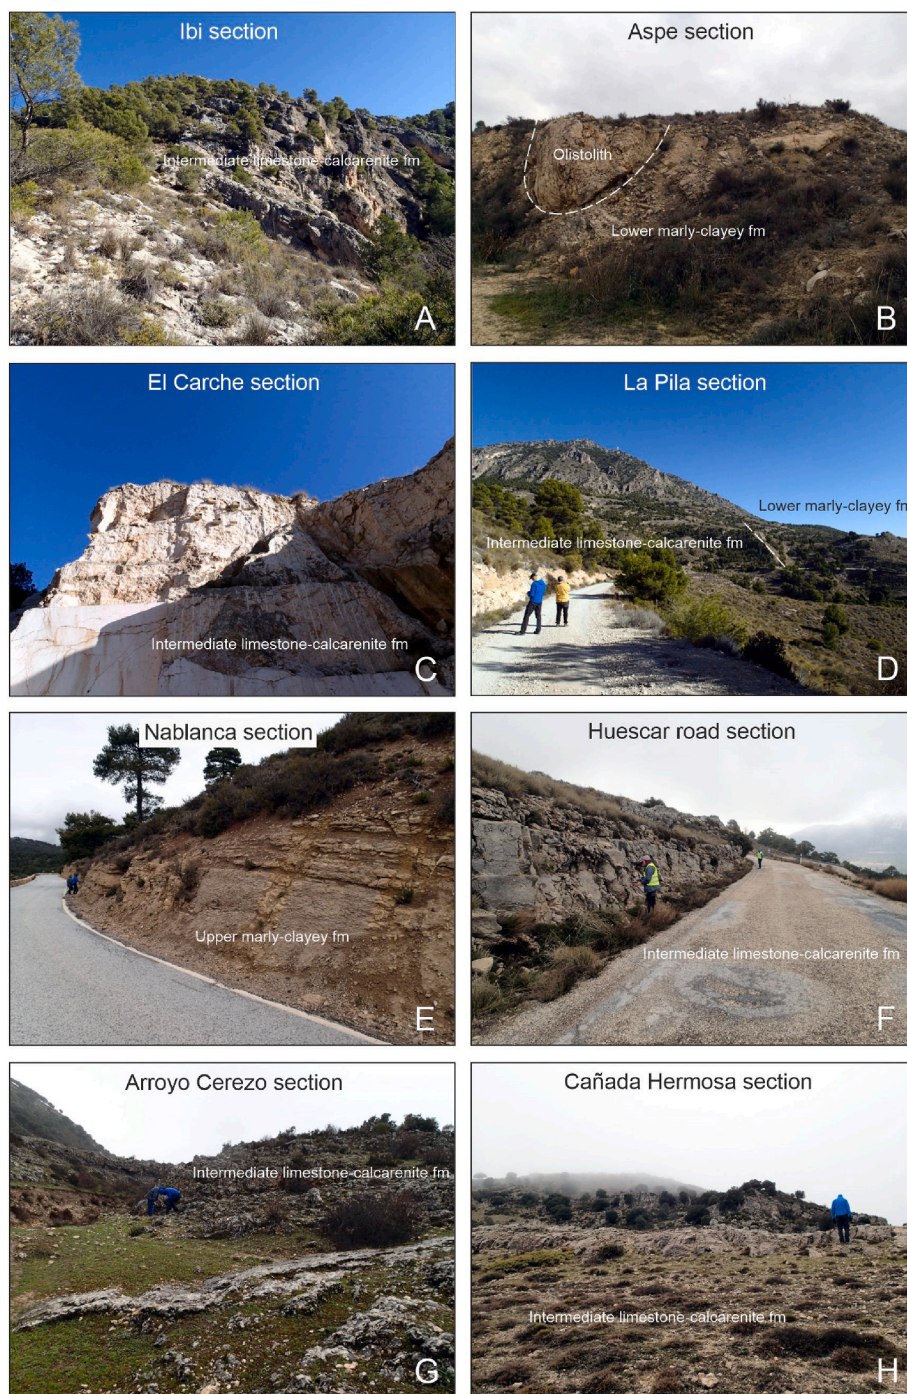 Ibi section
Intermediate limestone-calcarenite fm
A
Aspe section
Olistolith
Lower marly-clayey fm
B
El Carche section
Intermediate limestone-calcarenite fm
C
La Pila section
Lower marly-clayey fm
Intermediate limestone-calcarenite fm
D
Nablanca section
Upper marly-clayey fm
E
Huescar road section
Intermediate limestone-calcarenite fm
F
Arroyo Cerezo section
Intermediate limestone-calcarenite fm
G
Cañada Hermosa section
Intermediate limestone-calcarenite fm
H